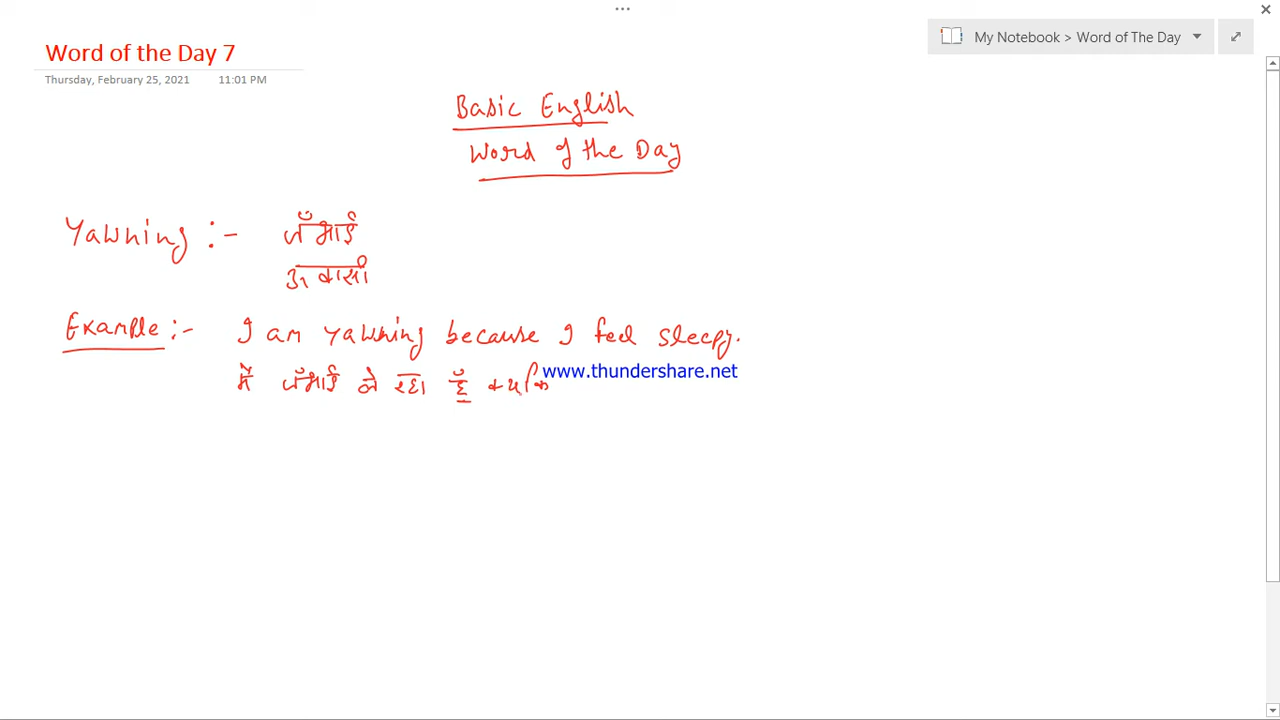 My Notebook > Word of The Day
Word of the Day 7
Thursday, February 25, 2021 11:01 PM
Basic English
Word of the Day
Yawning :- जँभाई
उबासी
Example :- I am yawning because I feel sleepy.
मैं जँभाई ले रहा हूँ
www.thundershare.net